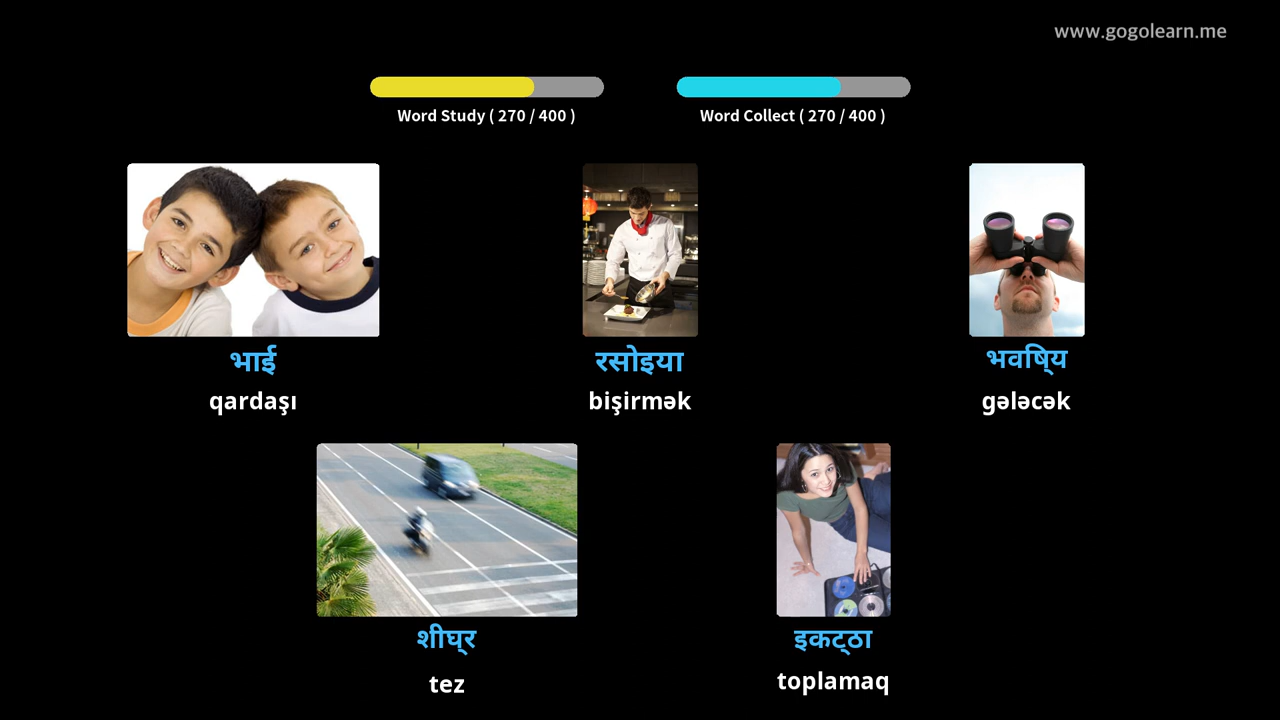 www.gogolearn.me
Word Study ( 270 / 400 )
Word Collect ( 270 / 400 )
भाई
qardaşı
रसोइया
bişirmək
भविष्य
gələcək
शीघ्र
tez
इकट्ठा
toplamaq